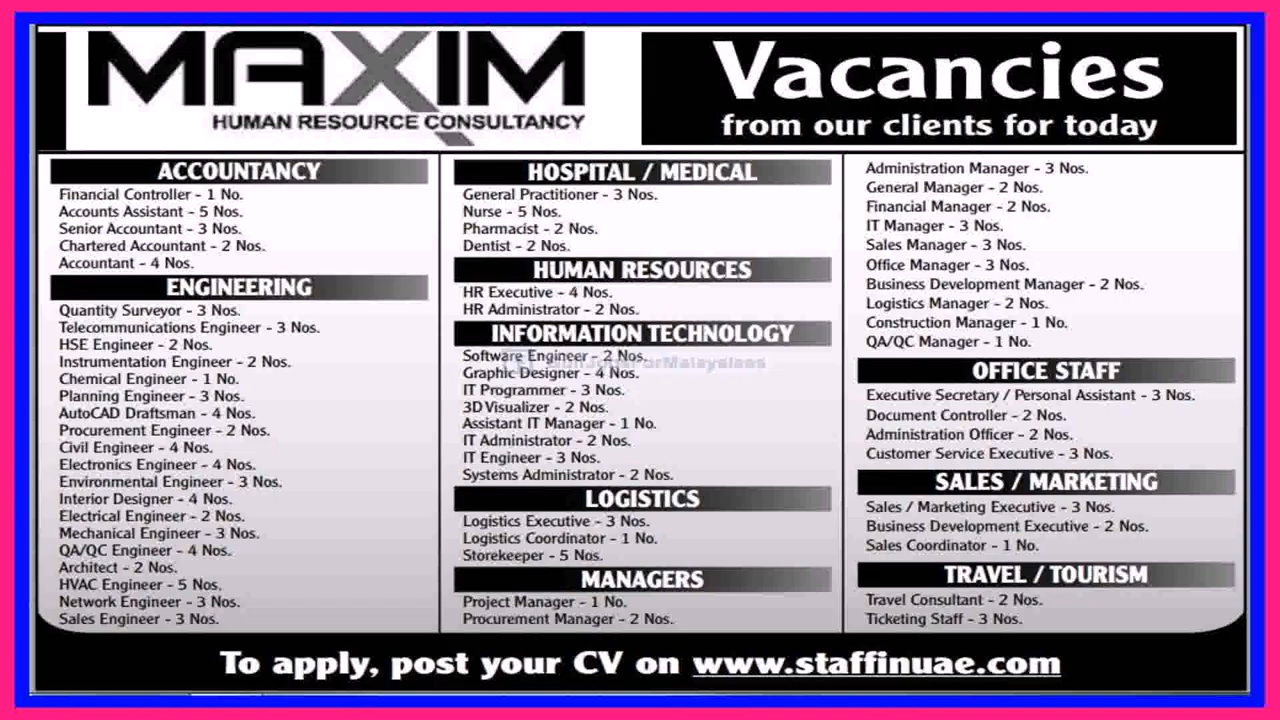 MAXIM
HUMAN RESOURCE CONSULTANCY
Vacancies
from our clients for today
ACCOUNTANCY
Financial Controller - 1 No.
Accounts Assistant - 5 Nos.
Senior Accountant - 3 Nos.
Chartered Accountant - 2 Nos.
Accountant - 4 Nos.
ENGINEERING
Quantity Surveyor - 3 Nos.
Telecommunications Engineer - 3 Nos.
HSE Engineer - 2 Nos.
Instrumentation Engineer - 2 Nos.
Chemical Engineer - 1 No.
Planning Engineer - 3 Nos.
AutoCAD Draftsman - 4 Nos.
Procurement Engineer - 2 Nos.
Civil Engineer - 4 Nos.
Electronics Engineer - 4 Nos.
Environmental Engineer - 3 Nos.
Interior Designer - 4 Nos.
Electrical Engineer - 2 Nos.
Mechanical Engineer - 3 Nos.
QA/QC Engineer - 4 Nos.
Architect - 2 Nos.
HVAC Engineer - 5 Nos.
Network Engineer - 3 Nos.
Sales Engineer - 3 Nos.
HOSPITAL / MEDICAL
General Practitioner - 3 Nos.
Nurse - 5 Nos.
Pharmacist - 2 Nos.
Dentist - 2 Nos.
HUMAN RESOURCES
HR Executive - 4 Nos.
HR Administrator - 2 Nos.
INFORMATION TECHNOLOGY
Software Engineer - 2 Nos.
Graphic Designer - 4 Nos.
IT Programmer - 3 Nos.
3D Visualizer - 2 Nos.
Assistant IT Manager - 1 No.
IT Administrator - 2 Nos.
IT Engineer - 3 Nos.
Systems Administrator - 2 Nos.
LOGISTICS
Logistics Executive - 3 Nos.
Logistics Coordinator - 1 No.
Storekeeper - 5 Nos.
MANAGERS
Project Manager - 1 No.
Procurement Manager - 2 Nos.
Administration Manager - 3 Nos.
General Manager - 2 Nos.
Financial Manager - 2 Nos.
IT Manager - 3 Nos.
Sales Manager - 3 Nos.
Office Manager - 3 Nos.
Business Development Manager - 2 Nos.
Logistics Manager - 2 Nos.
Construction Manager - 1 No.
QA/QC Manager - 1 No.
OFFICE STAFF
Executive Secretary / Personal Assistant - 3 Nos.
Document Controller - 2 Nos.
Administration Officer - 2 Nos.
Customer Service Executive - 3 Nos.
SALES / MARKETING
Sales / Marketing Executive - 3 Nos.
Business Development Executive - 2 Nos.
Sales Coordinator - 1 No.
TRAVEL / TOURISM
Travel Consultant - 2 Nos.
Ticketing Staff - 3 Nos.
To apply, post your CV on www.staffinuae.com